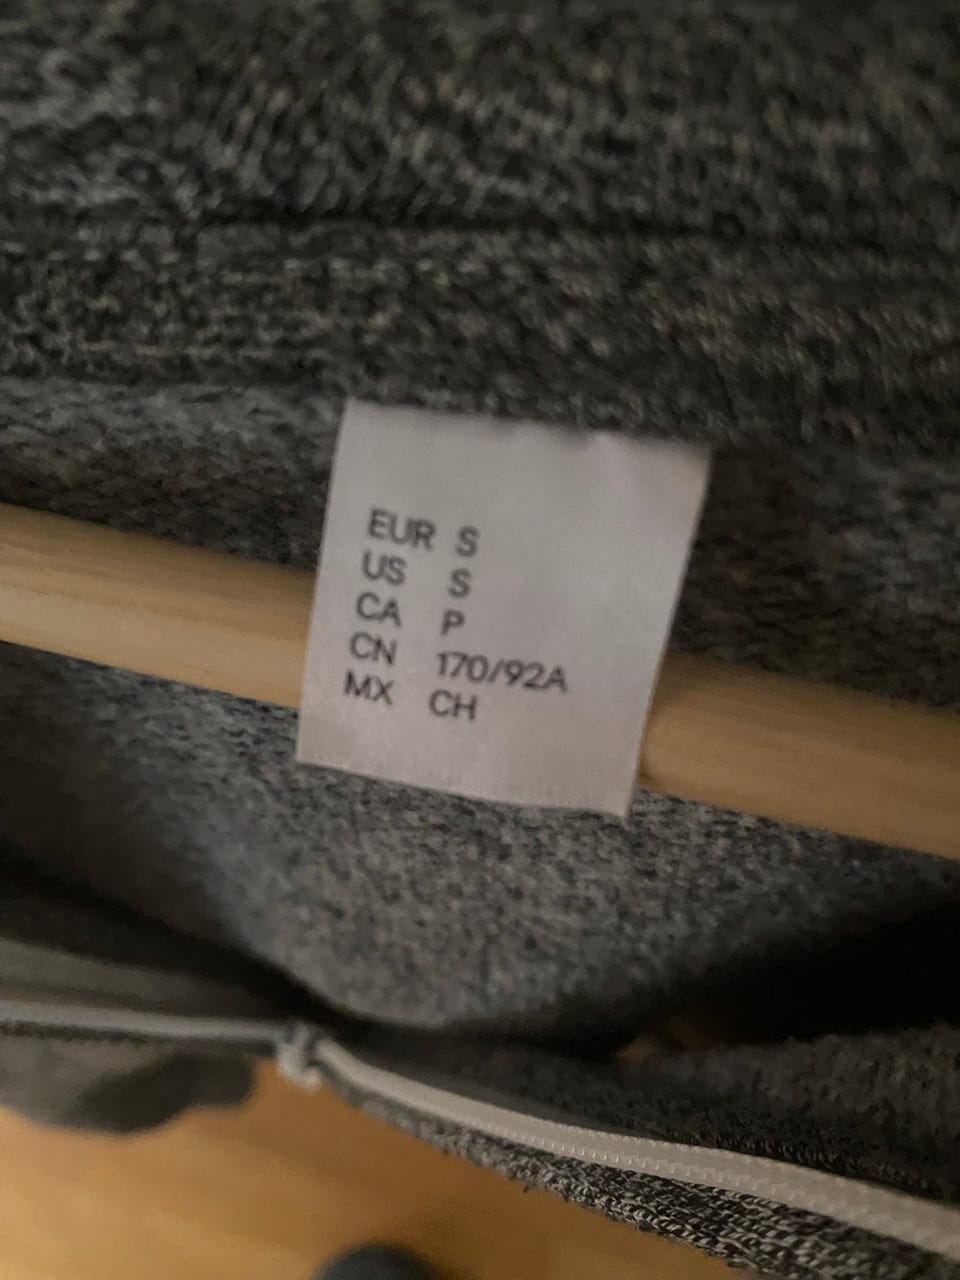 EUR S
US S
CA P
CN 170/92A
MX CH